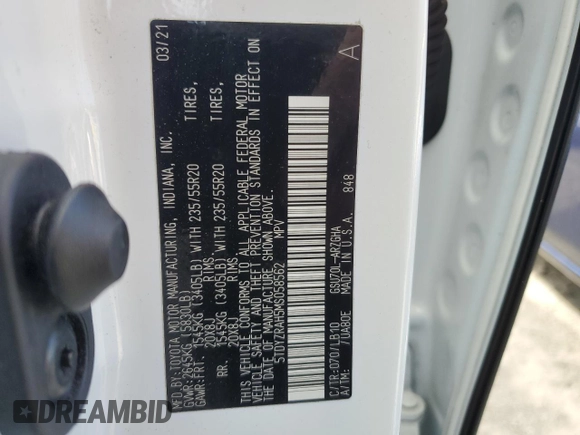 MFD.BY:TOYOTA MOTOR MANUFACTURING, INDIANA, INC. 03/21
GVWR:2645KG (5830LB)
GAWR:FRT. 1545KG (3405LB) WITH 235/55R20 TIRES,
20X8J RIMS,
RR. 1545KG (3405LB) WITH 235/55R20 TIRES,
20X8J RIMS.
THIS VEHICLE CONFORMS TO ALL APPLICABLE FEDERAL MOTOR
VEHICLE SAFETY AND THEFT PREVENTION STANDARDS IN EFFECT ON
THE DATE OF MANUFACTURE SHOWN ABOVE.
5TDYZRAH5MS058562 MPV
A
C/TR:070/LB10 GSU70L-ARZGHA
A/TM: /UA80E MADE IN U.S.A. 848
© DREAMBID